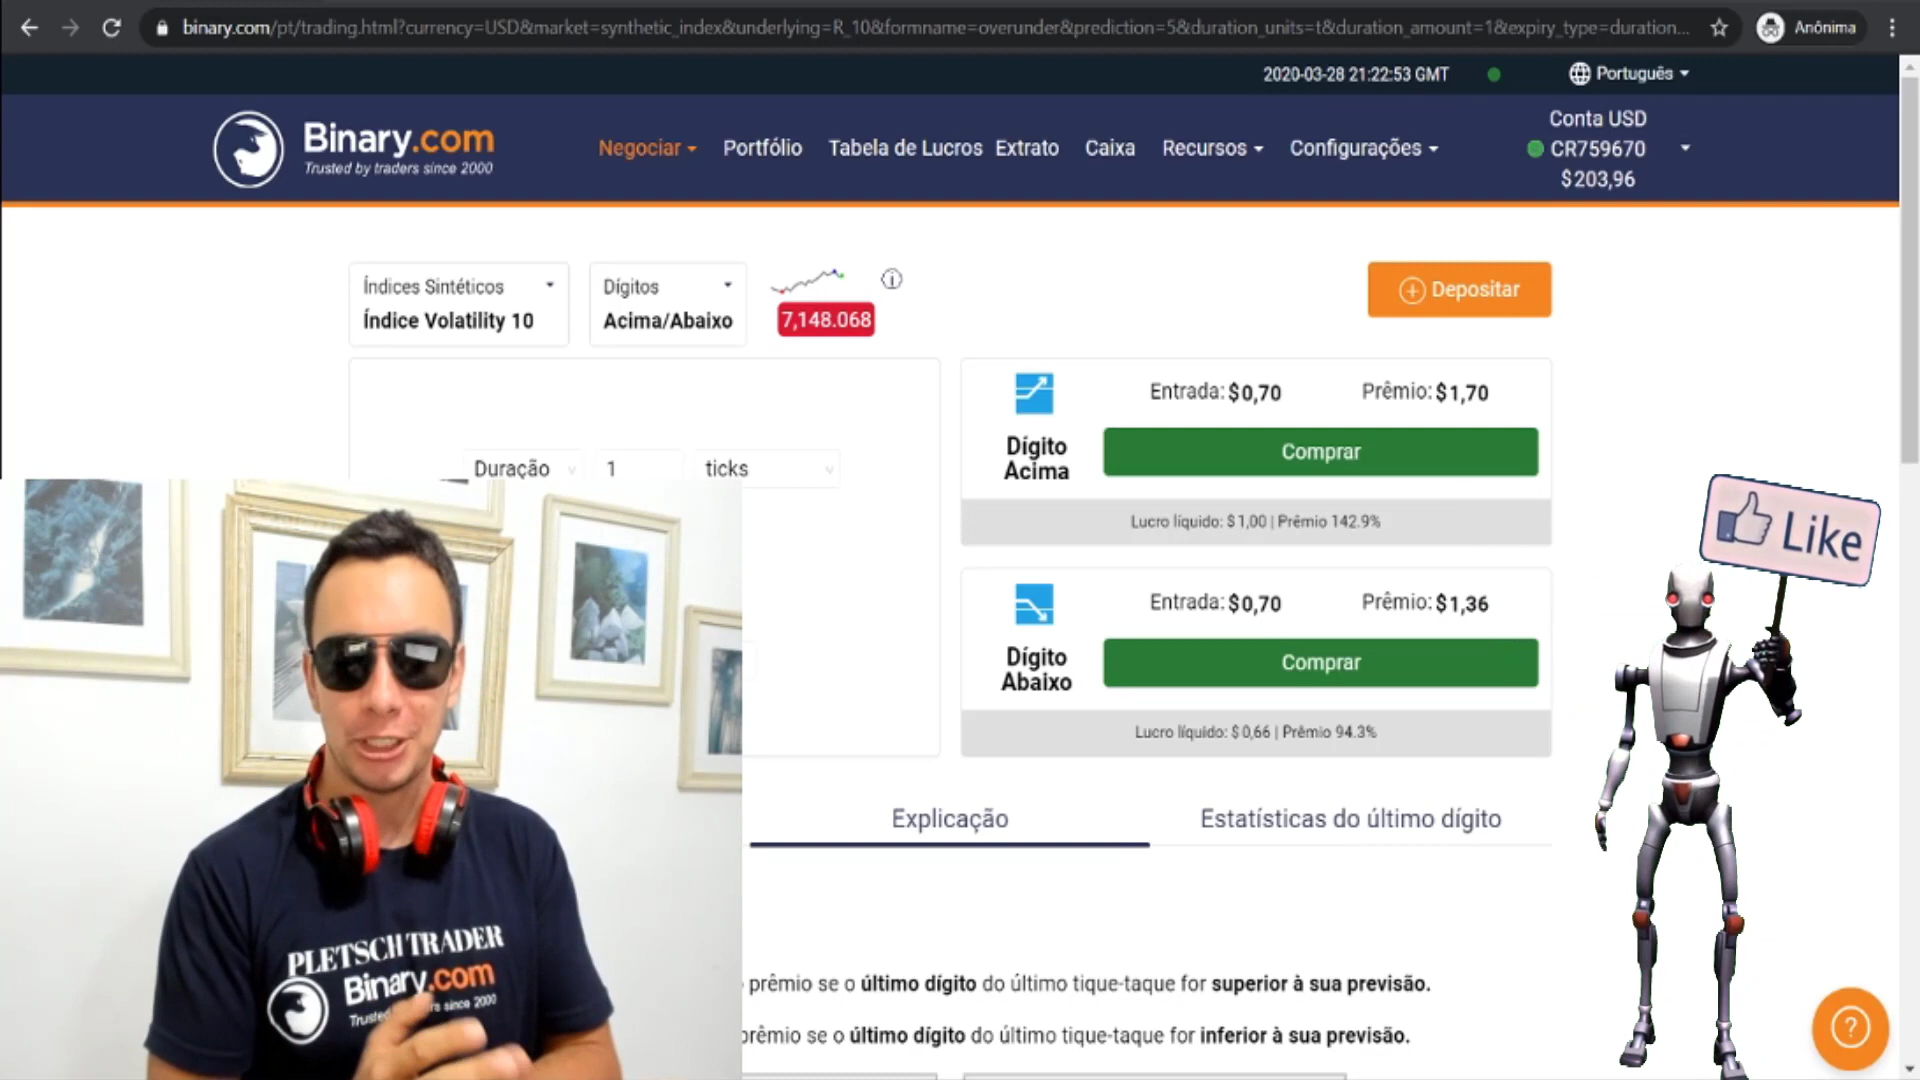 binary.com/pt/trading.html?currency=USD&market=synthetic_index&underlying=R_10&formname=overunder&prediction=5&duration_units=t&duration_amount=1&expiry_type=duration...
Anônima
2020-03-28 21:22:53 GMT
Português
Binary.com
Trusted by traders since 2000
Negociar
Portfólio
Tabela de Lucros
Extrato
Caixa
Recursos
Configurações
Conta USD
CR759670
$203,96
Índices Sintéticos
Índice Volatility 10
Dígitos
Acima/Abaixo
7,148.068
Depositar
Duração
1
ticks
Entrada: $0,70
Prêmio: $1,70
Dígito
Acima
Comprar
Lucro líquido: $1,00 | Prêmio 142.9%
Entrada: $0,70
Prêmio: $1,36
Dígito
Abaixo
Comprar
Lucro líquido: $0,66 | Prêmio 94.3%
Like
Explicação
Estatísticas do último dígito
prêmio se o último dígito do último tique-taque for superior à sua previsão.
prêmio se o último dígito do último tique-taque for inferior à sua previsão.
PLETSCH TRADER
Binary.com
since 2000
?